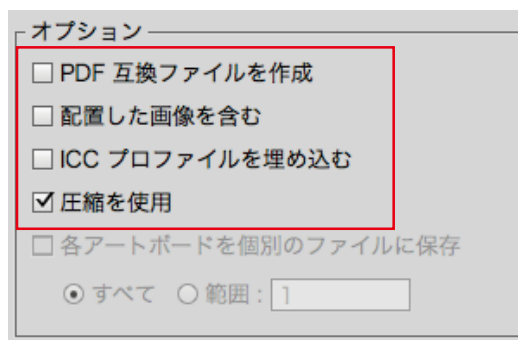 オプション
PDF 互換ファイルを作成
配置した画像を含む
ICC プロファイルを埋め込む
圧縮を使用
各アートボードを個別のファイルに保存
すべて 範囲 : 1